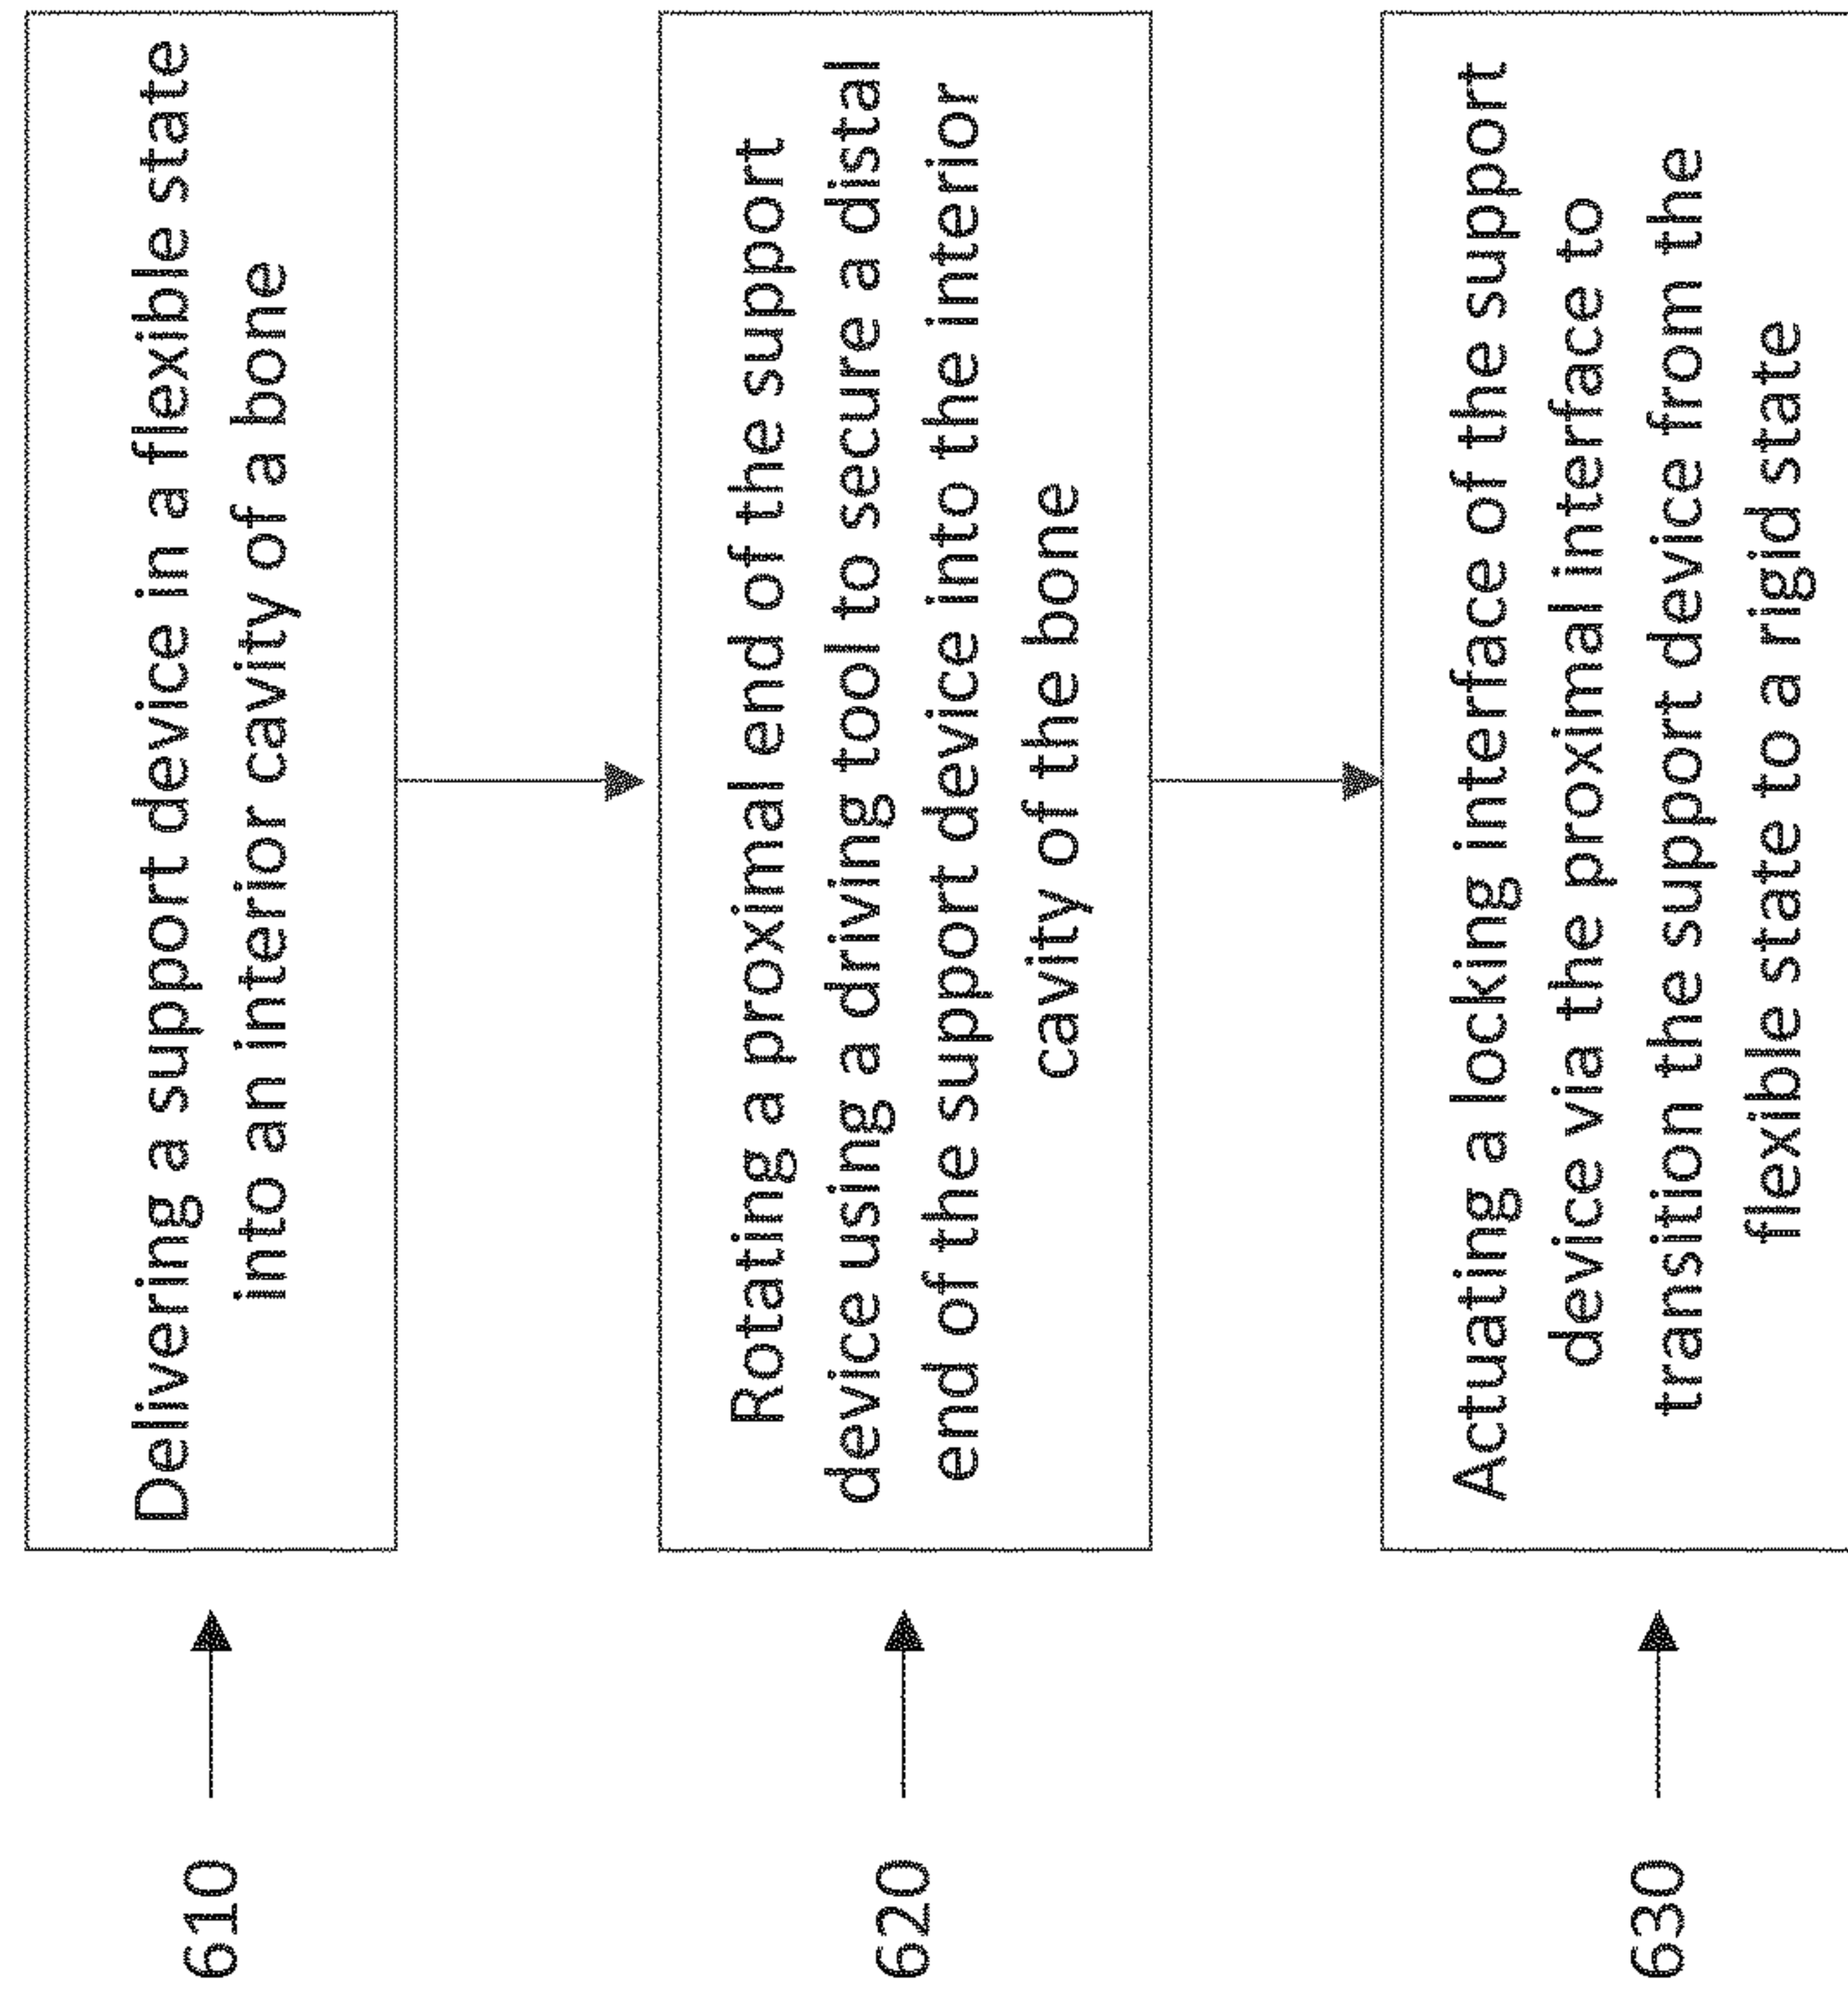 610
Delivering a support device in a flexible state
into an interior cavity of a bone
620
Rotating a proximal end of the support
device using a driving tool to secure a distal
end of the support device into the interior
cavity of the bone
630
Actuating a locking interface of the support
device via the proximal interface to
transition the support device from the
flexible state to a rigid state